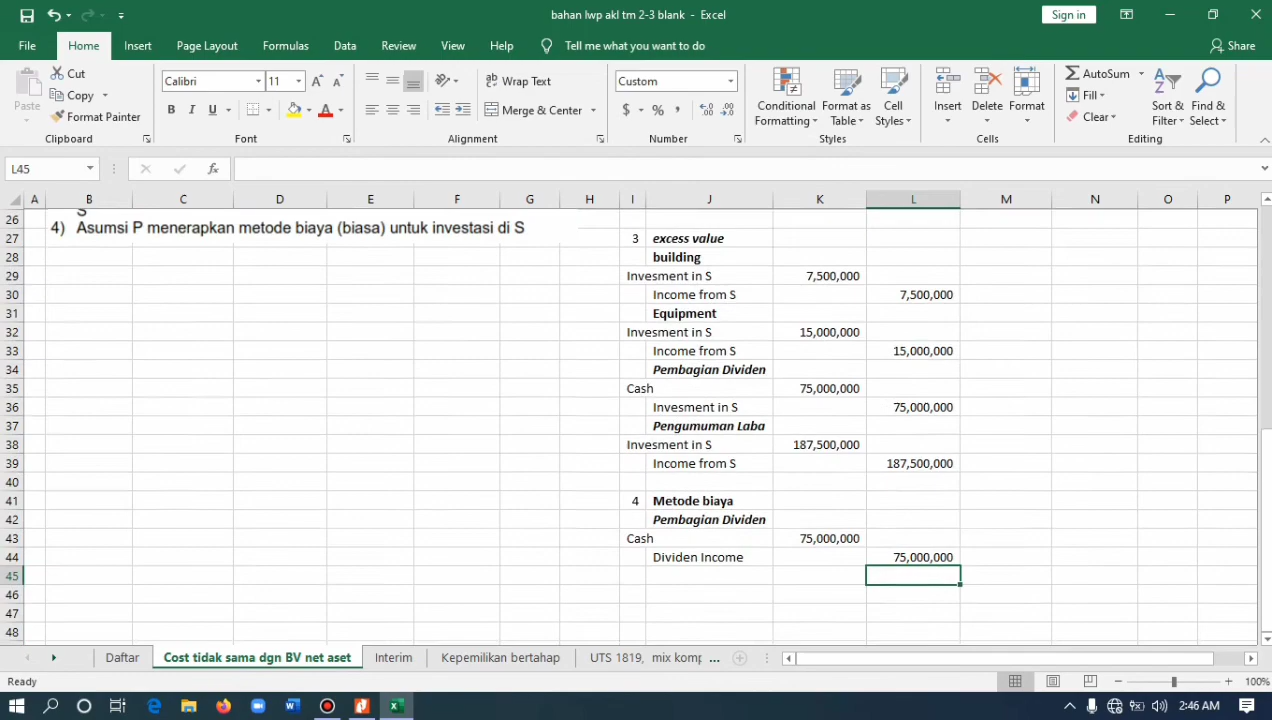 bahan lwp akl tm 2-3 blank - Excel
Sign in
File Home Insert Page Layout Formulas Data Review View Help Tell me what you want to do Share
Paste Cut Copy Format Painter
Calibri 11
B I U
Wrap Text
Merge & Center
Custom
$ % ,
Conditional Formatting
Format as Table
Cell Styles
Insert Delete Format
AutoSum
Fill
Clear
Sort & Filter
Find & Select
Clipboard Font Alignment Number Styles Cells Editing
L45 fx
A B C D E F G H I J K L M N O P
26 S
4) Asumsi P menerapkan metode biaya (biasa) untuk investasi di S
27 3 excess value
28 building
29 Invesment in S 7,500,000
30 Income from S 7,500,000
31 Equipment
32 Invesment in S 15,000,000
33 Income from S 15,000,000
34 Pembagian Dividen
35 Cash 75,000,000
36 Invesment in S 75,000,000
37 Pengumuman Laba
38 Invesment in S 187,500,000
39 Income from S 187,500,000
40
41 4 Metode biaya
42 Pembagian Dividen
43 Cash 75,000,000
44 Dividen Income 75,000,000
45
46
47
48
Daftar Cost tidak sama dgn BV net aset Interim Kepemilikan bertahap UTS 1819, mix komp ...
Ready 100%
2:46 AM